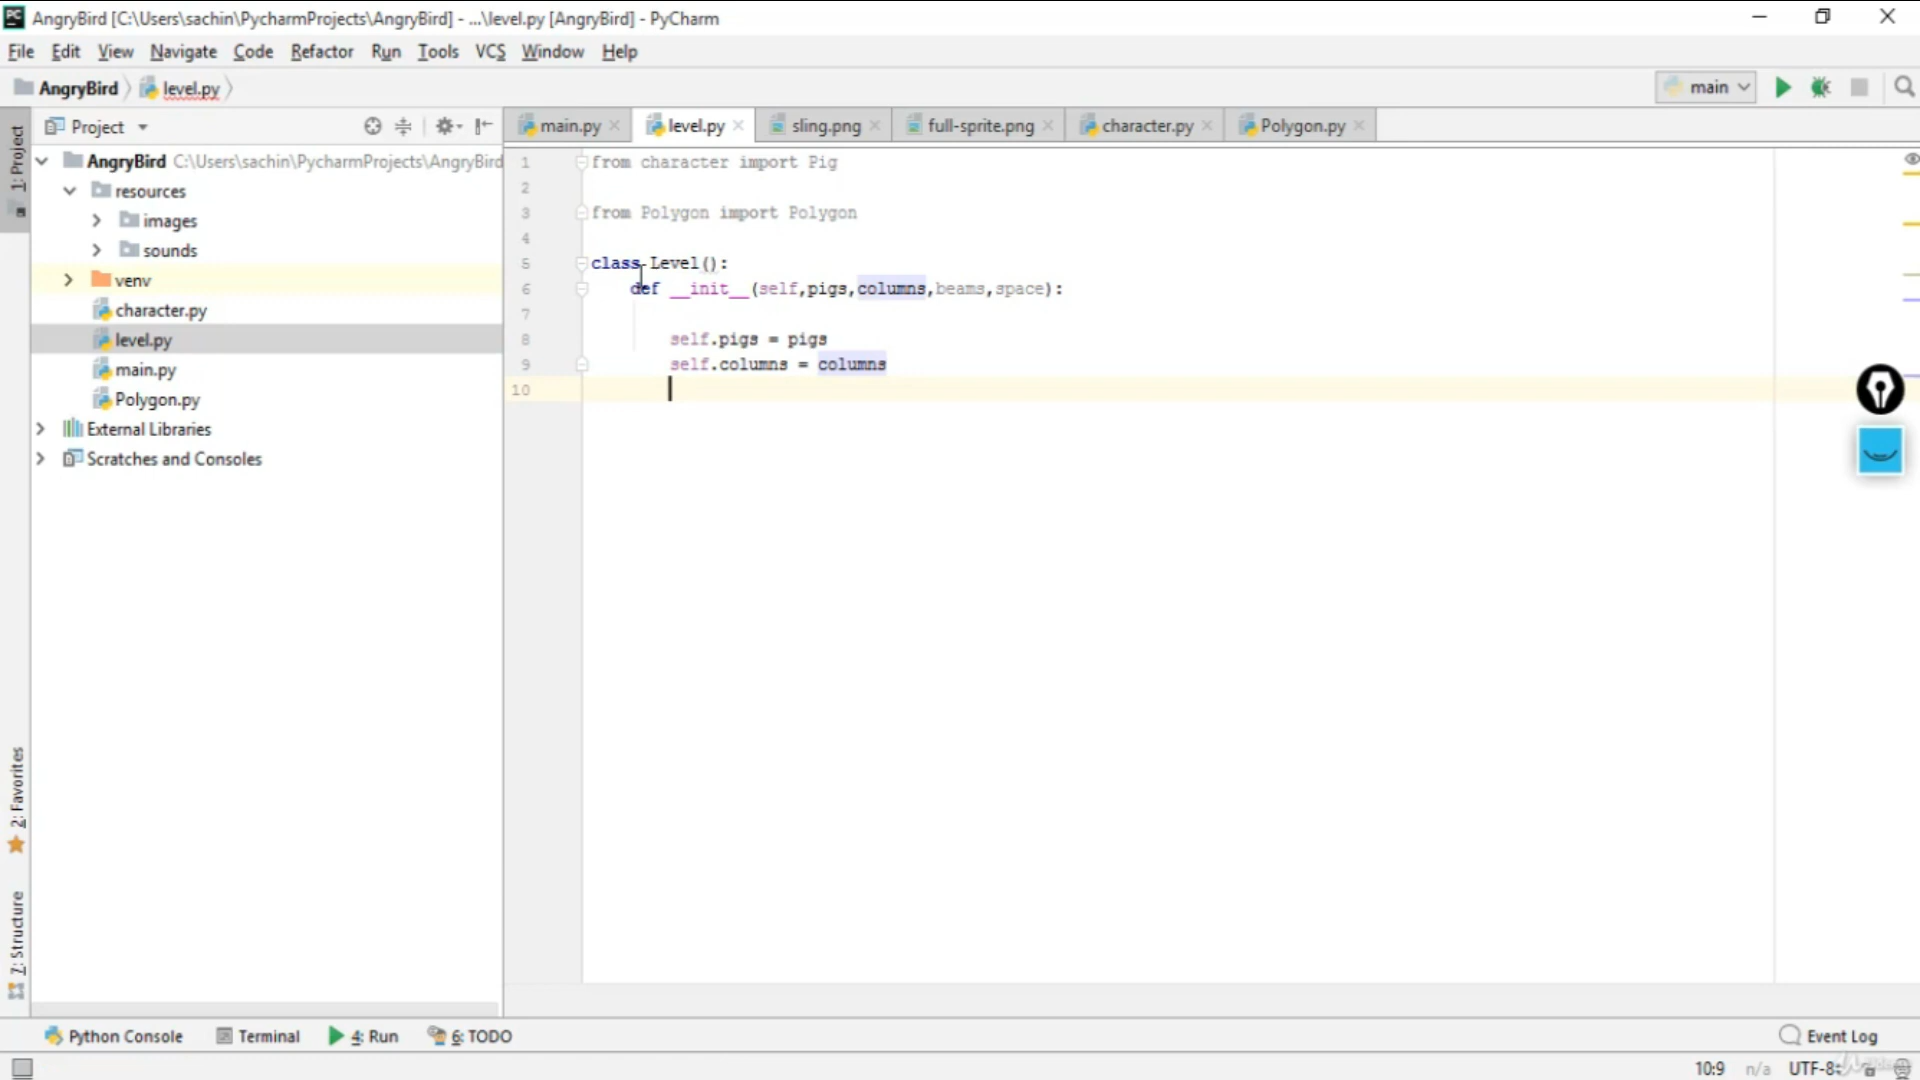 AngryBird [C:\Users\sachin\PycharmProjects\AngryBird] - ...\level.py [AngryBird] - PyCharm
File Edit View Navigate Code Refactor Run Tools VCS Window Help
AngryBird level.py main
1: Project
Project
main.py level.py sling.png full-sprite.png character.py Polygon.py
AngryBird C:\Users\sachin\PycharmProjects\AngryBird
resources
images
sounds
venv
character.py
level.py
main.py
Polygon.py
External Libraries
Scratches and Consoles
1 from character import Pig
2
3 from Polygon import Polygon
4
5 class Level():
6 def __init__(self,pigs,columns,beams,space):
7
8 self.pigs = pigs
9 self.columns = columns
10
2: Favorites
7: Structure
Python Console Terminal 4: Run 6: TODO Event Log
10:9 n/a UTF-8